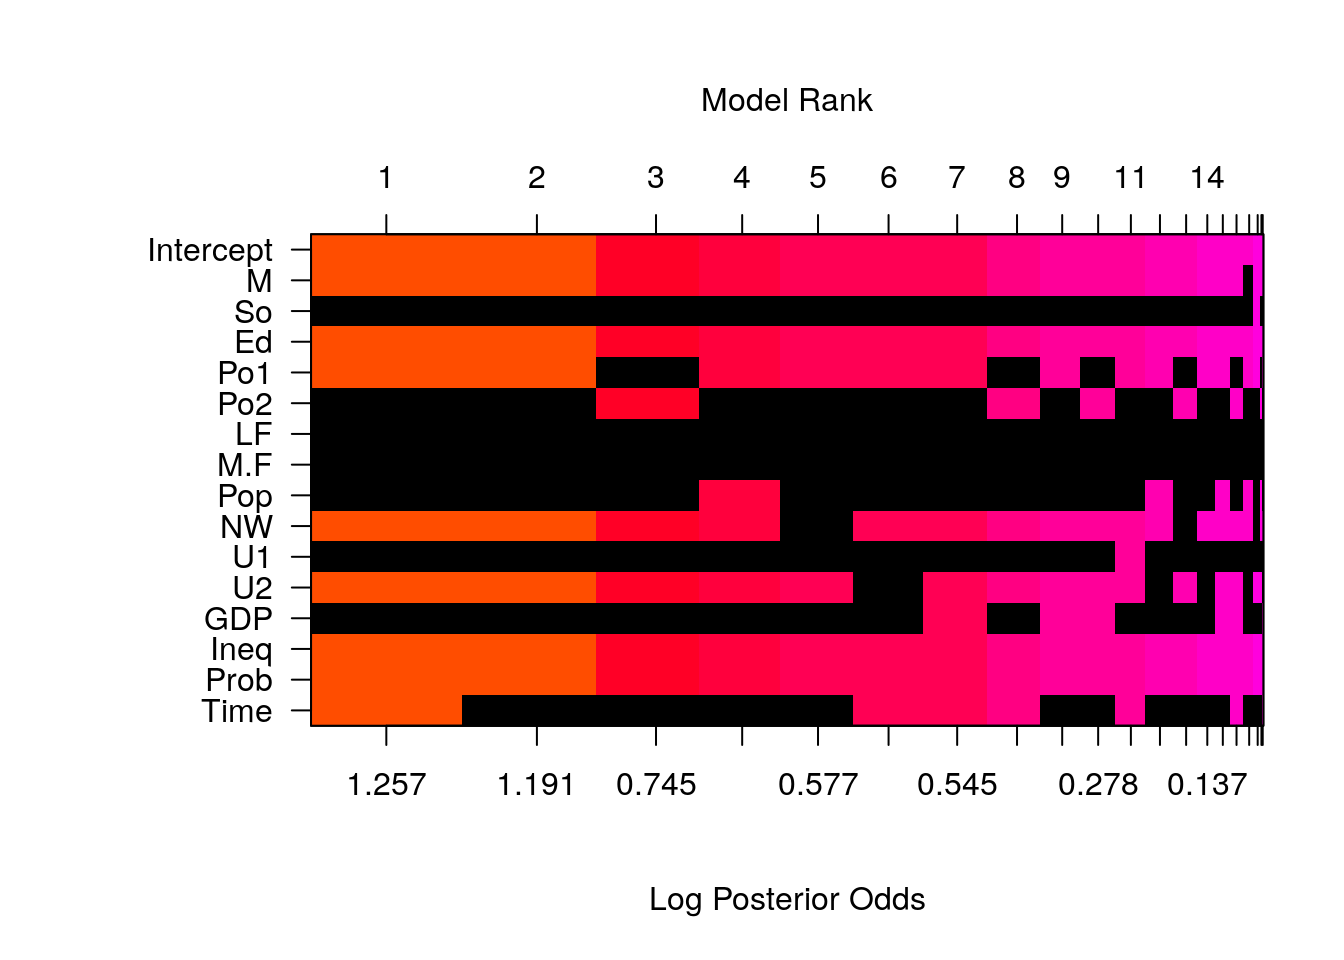 Model Rank
1 2 3 4 5 6 7 8 9 11 14
Intercept
M
So
Ed
Po1
Po2
LF
M.F
Pop
NW
U1
U2
GDP
Ineq
Prob
Time
1.257 1.191 0.745 0.577 0.545 0.278 0.137
Log Posterior Odds